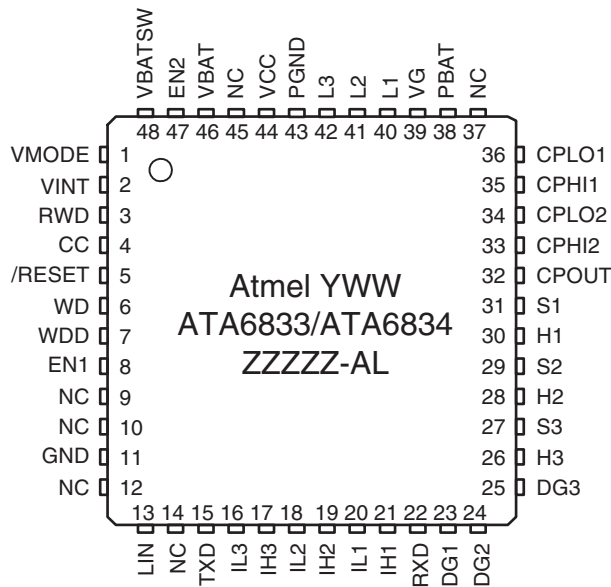 VBATSW
EN2
VBAT
NC
VCC
PGND
L3
L2
L1
VG
PBAT
NC
48 47 46 45 44 43 42 41 40 39 38 37
VMODE 1
VINT 2
RWD 3
CC 4
/RESET 5
WD 6
WDD 7
EN1 8
NC 9
NC 10
GND 11
NC 12
Atmel YWW
ATA6833/ATA6834
ZZZZZ-AL
36 CPLO1
35 CPHI1
34 CPLO2
33 CPHI2
32 CPOUT
31 S1
30 H1
29 S2
28 H2
27 S3
26 H3
25 DG3
13 14 15 16 17 18 19 20 21 22 23 24
LIN
NC
TXD
IL3
IH3
IL2
IH2
IL1
IH1
RXD
DG1
DG2